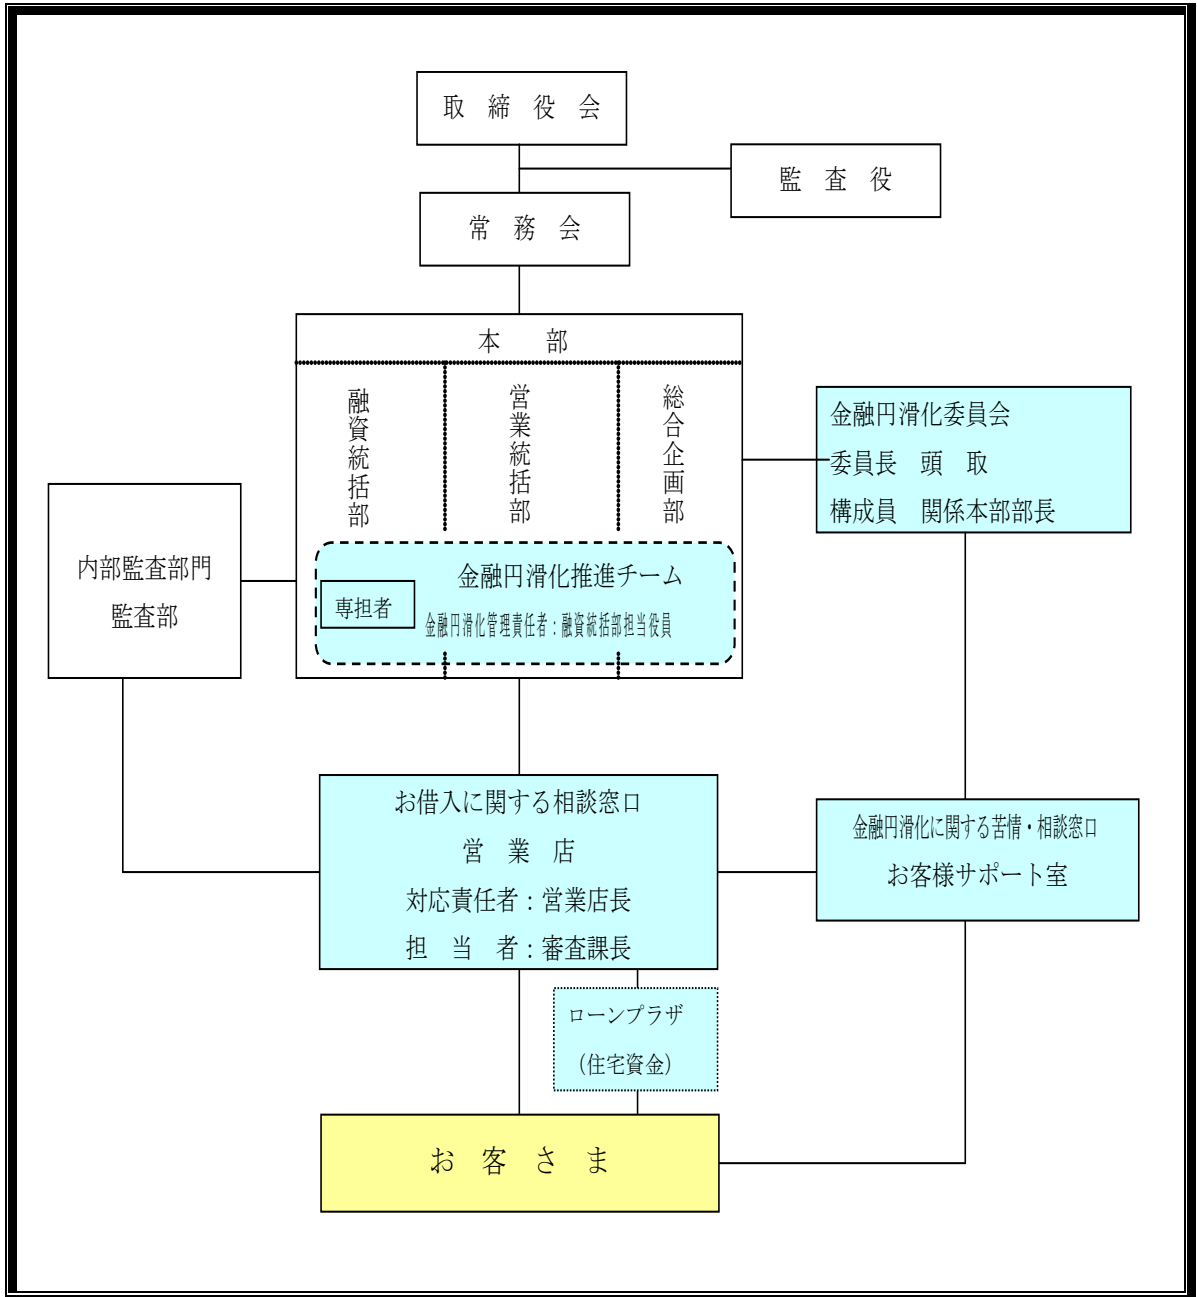 取　締　役　会
監　査　役
常　務　会
本　　部
融資統括部
営業統括部
総合企画部
金融円滑化委員会
委員長　頭　取
構成員　関係本部部長
内部監査部門
監査部
金融円滑化推進チーム
専担者
金融円滑化管理責任者：融資統括部担当役員
お借入に関する相談窓口
営　業　店
対応責任者：営業店長
担　当　者：審査課長
金融円滑化に関する苦情・相談窓口
お客様サポート室
ローンプラザ
（住宅資金）
お　客　さ　ま